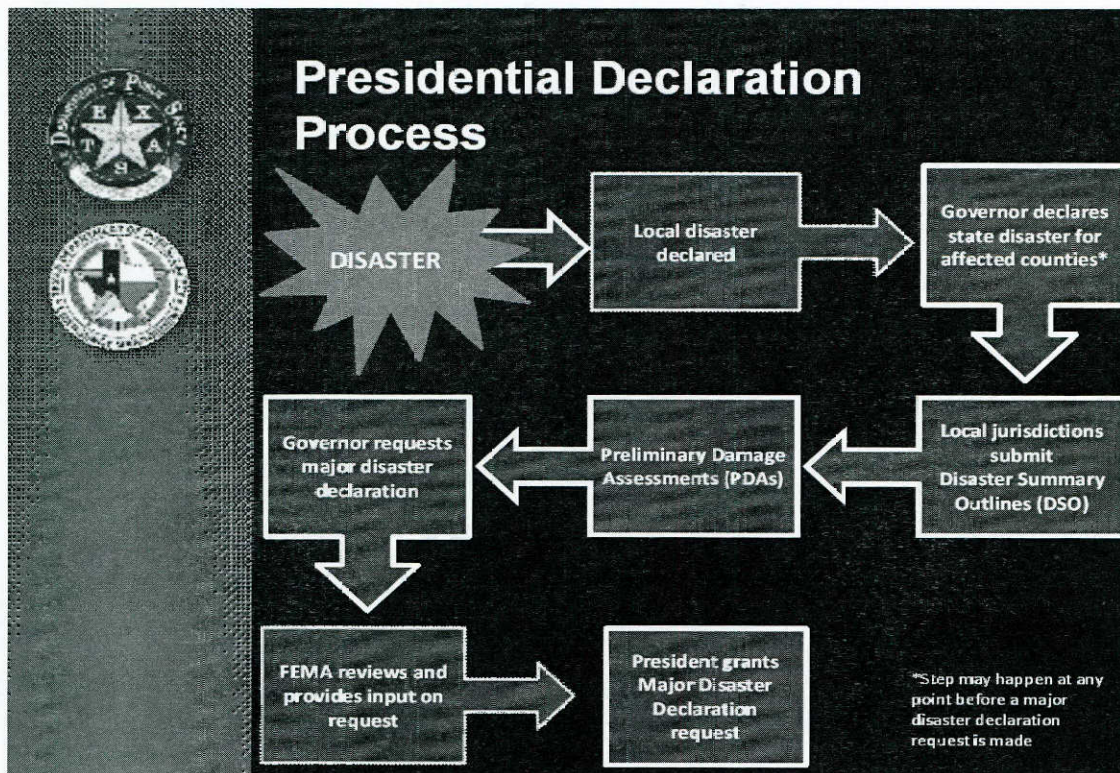 Presidential Declaration
Process
DISASTER
Local disaster
declared
Governor declares
state disaster for
affected counties*
Local jurisdictions
submit
Disaster Summary
Outlines (DSO)
Preliminary Damage
Assessments (PDAs)
Governor requests
major disaster
declaration
FEMA reviews and
provides input on
request
President grants
Major Disaster
Declaration
request
*Step may happen at any
point before a major
disaster declaration
request is made